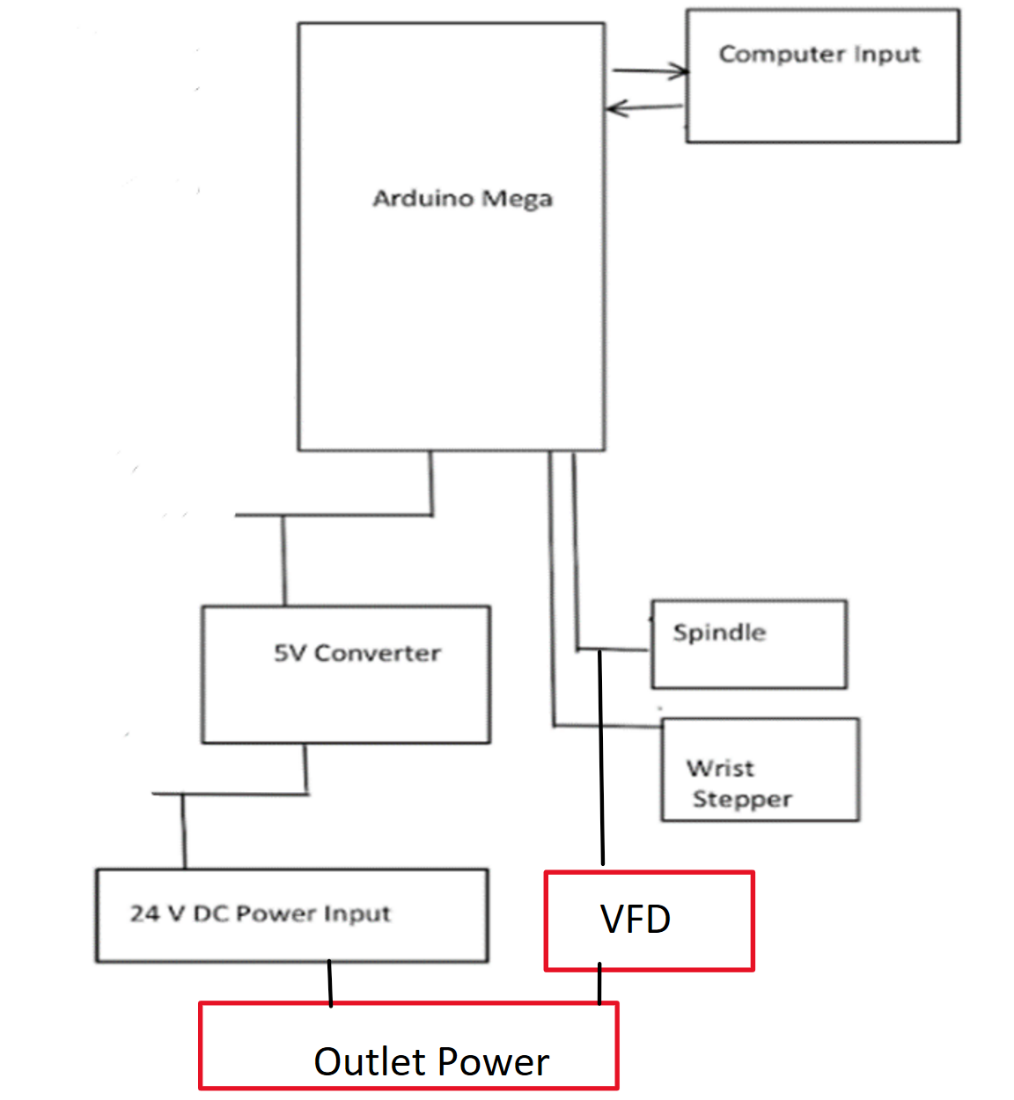 Computer Input
Arduino Mega
Spindle
5V Converter
Wrist
Stepper
24 V DC Power Input
VFD
Outlet Power